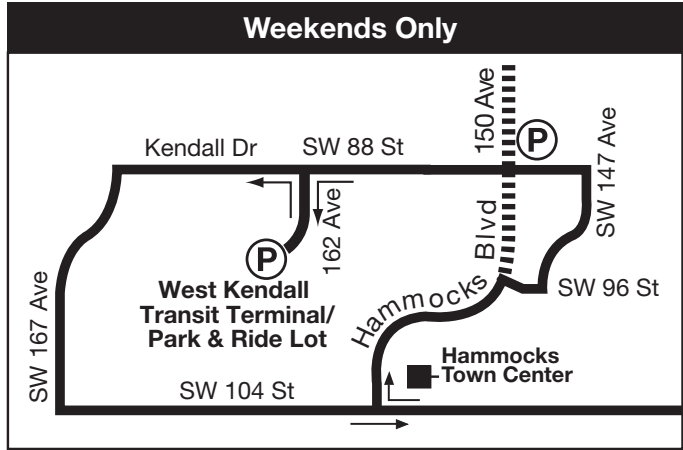 Weekends Only
150 Ave
P
Kendall Dr
SW 88 St
SW 147 Ave
162 Ave
P
Blvd
West Kendall
Transit Terminal/
Park & Ride Lot
Hammocks
SW 96 St
SW 167 Ave
Hammocks
Town Center
SW 104 St